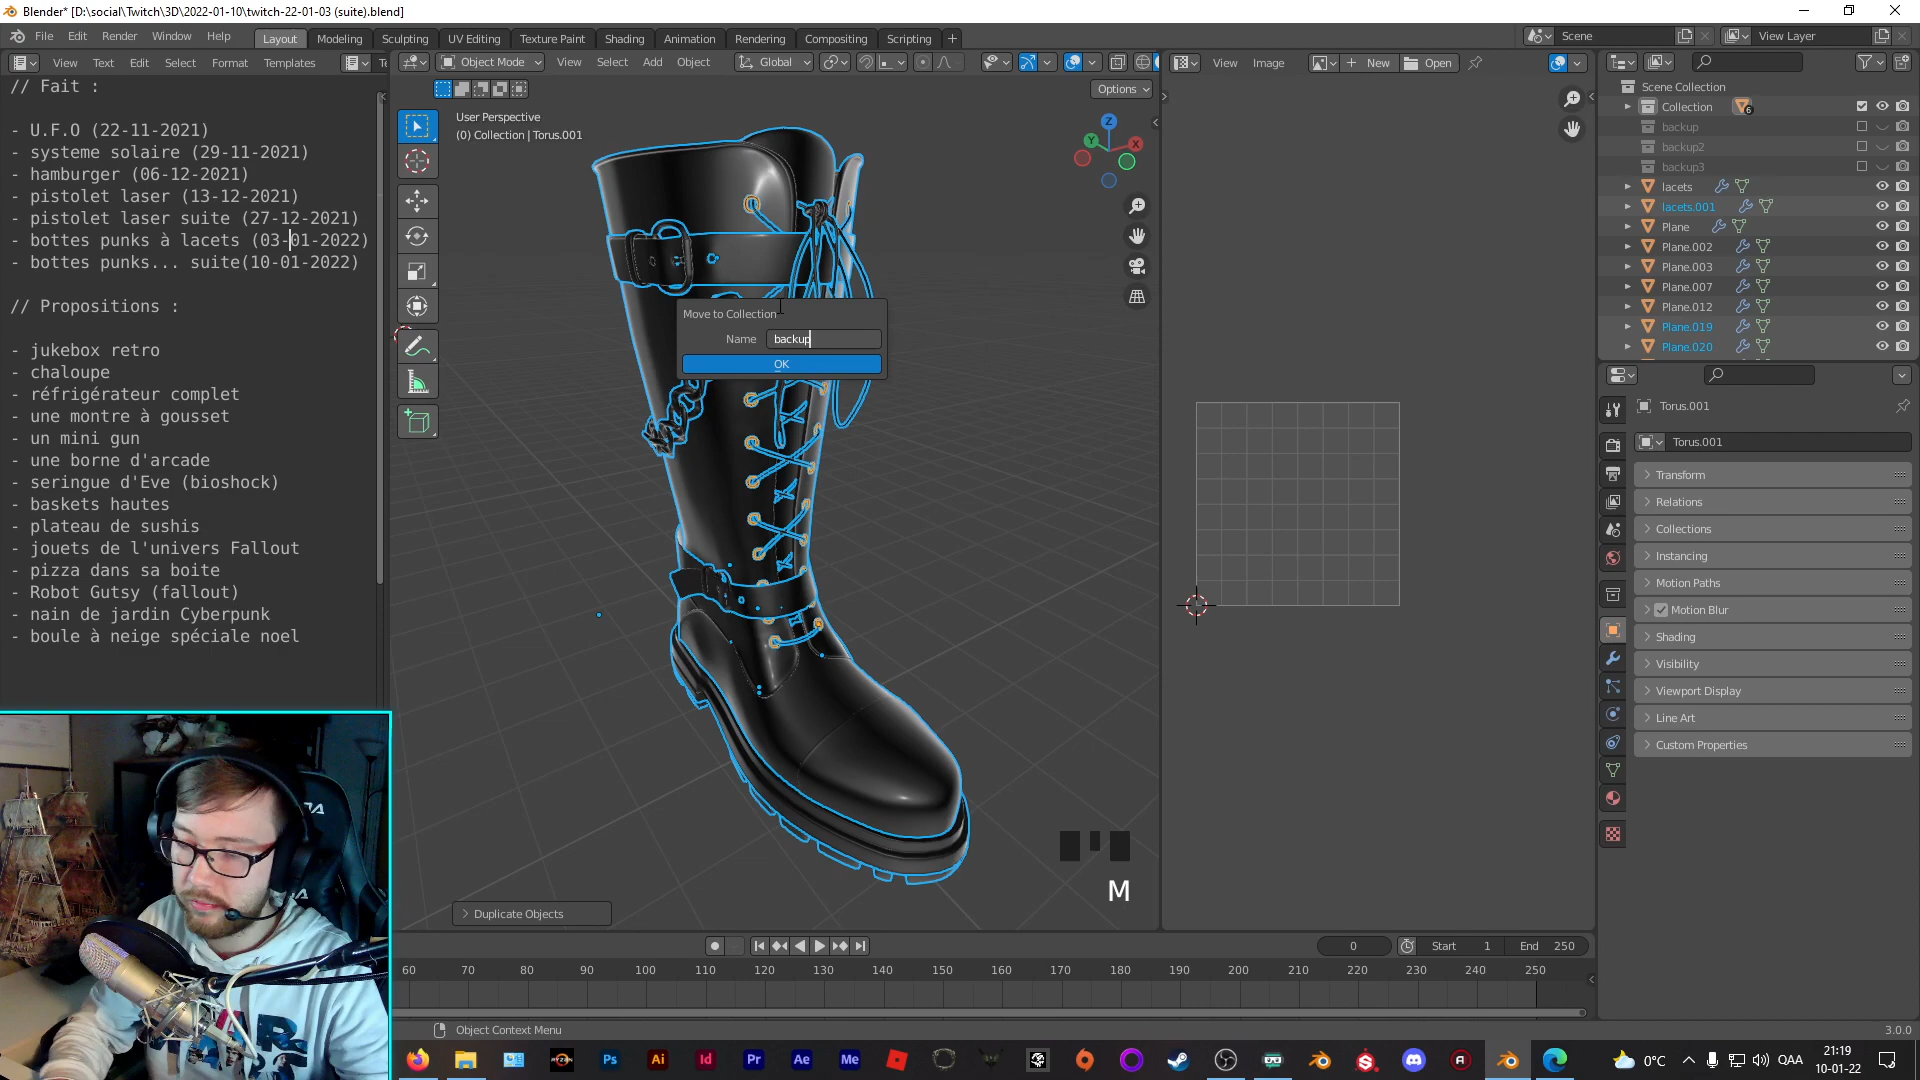 Blender* [D:\social\Twitch\3D\2022-01-10\twitch-22-01-03 (suite).blend]
File Edit Render Window Help
Layout Modeling Sculpting UV Editing Texture Paint Shading Animation Rendering Compositing Scripting
Scene
View Layer
View Text Edit Select Format Templates
Object Mode View Select Add Object Global
View Image New Open
// Fait :
- U.F.O (22-11-2021)
- systeme solaire (29-11-2021)
- hamburger (06-12-2021)
- pistolet laser (13-12-2021)
- pistolet laser suite (27-12-2021)
- bottes punks à lacets (03-01-2022)
- bottes punks... suite(10-01-2022)
// Propositions :
- jukebox retro
- chaloupe
- réfrigérateur complet
- une montre à gousset
- un mini gun
- une borne d'arcade
- seringue d'Eve (bioshock)
- baskets hautes
- plateau de sushis
- jouets de l'univers Fallout
- pizza dans sa boite
- Robot Gutsy (fallout)
- nain de jardin Cyberpunk
- boule à neige spéciale noel
Options
User Perspective
(0) Collection | Torus.001
Z
Y
X
Move to Collection
Name backup
OK
M
Duplicate Objects
Scene Collection
Collection 6
backup
backup2
backup3
lacets
lacets.001
Plane
Plane.002
Plane.003
Plane.007
Plane.012
Plane.019
Plane.020
Torus.001
Torus.001
Transform
Relations
Collections
Instancing
Motion Paths
Motion Blur
Shading
Visibility
Viewport Display
Line Art
Custom Properties
0 Start 1 End 250
60 70 80 90 100 110 120 130 140 150 160 170 180 190 200 210 220 230 240 250
Object Context Menu
3.0.0
RYZEN Ps Ai Id Pr Ae Me
0°C
QAA
21:19
10-01-22